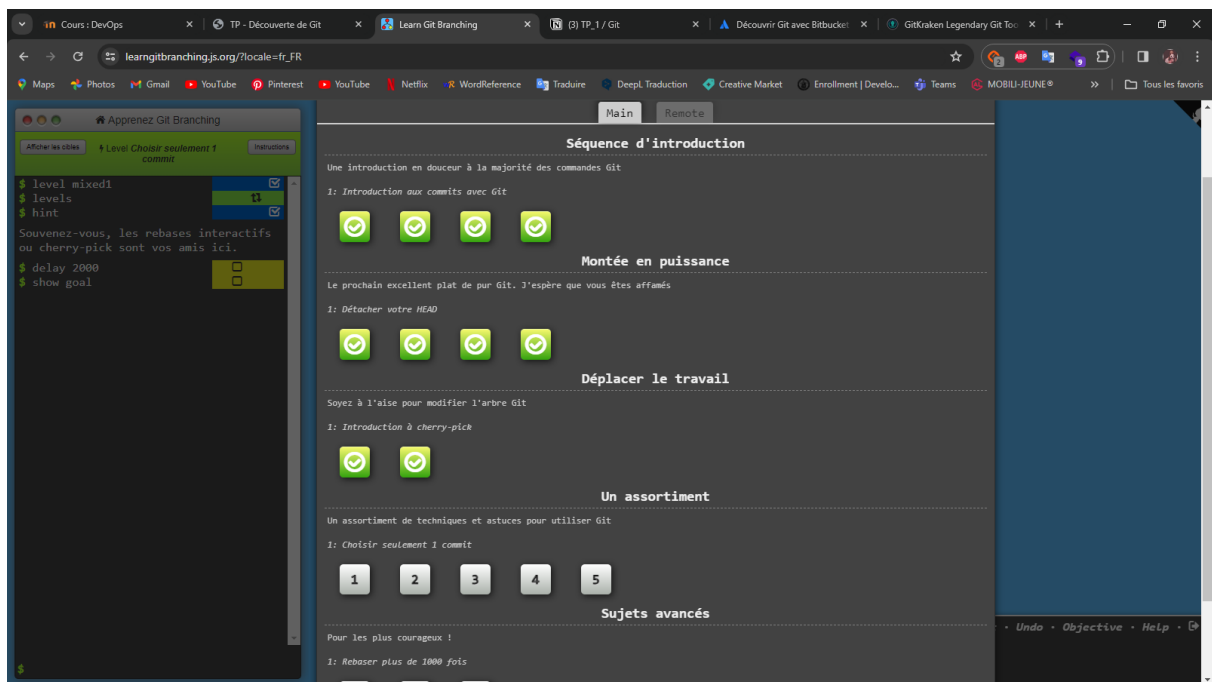 Cours : DevOps
TP - Découverte de Git
Learn Git Branching
(3) TP_1 / Git
Découvrir Git avec Bitbucket
GitKraken Legendary Git Too
learngitbranching.js.org/?locale=fr_FR
Maps
Photos
Gmail
YouTube
Pinterest
YouTube
Netflix
WordReference
Traduire
DeepL Traduction
Creative Market
Enrollment | Develo...
Teams
MOBILI-JEUNE®
»
Tous les favoris
Apprenez Git Branching
Afficher les cibles
Level Choisir seulement 1 commit
Instructions
$ level mixed1
$ levels
$ hint
Souvenez-vous, les rebases interactifs
ou cherry-pick sont vos amis ici.
$ delay 2000
$ show goal
$
Main
Remote
Séquence d'introduction
Une introduction en douceur à la majorité des commandes Git
1: Introduction aux commits avec Git
Montée en puissance
Le prochain excellent plat de pur Git. J'espère que vous êtes affamés
1: Détacher votre HEAD
Déplacer le travail
Soyez à l'aise pour modifier l'arbre Git
1: Introduction à cherry-pick
Un assortiment
Un assortiment de techniques et astuces pour utiliser Git
1: Choisir seulement 1 commit
1 2 3 4 5
Sujets avancés
Pour les plus courageux !
1: Rebaser plus de 1000 fois
· Undo · Objective · Help ·